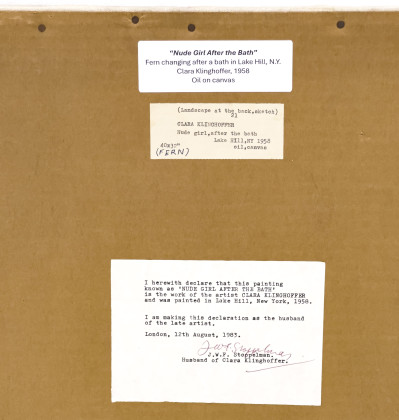 "Nude Girl After the Bath"
Fern changing after a bath in Lake Hill, N.Y.
Clara Klinghoffer, 1958
Oil on canvas
(Landscape at the back, sketch)
21
CLARA KLINGHOFFER
Nude girl, after the bath
Lake Hill, NY 1958
40x30"
oil, canvas
(FERN)
I herewith declare that this painting
known as "NUDE GIRL AFTER THE BATH"
is the work of the artist CLARA KLINGHOFFER
and was painted in Lake Hill, New York, 1958.
I am making this declaration as the husband
of the late artist.
London, 12th August, 1983.
JWF Stoppelman
J.W.F. Stoppelman.
Husband of Clara Klinghoffer.